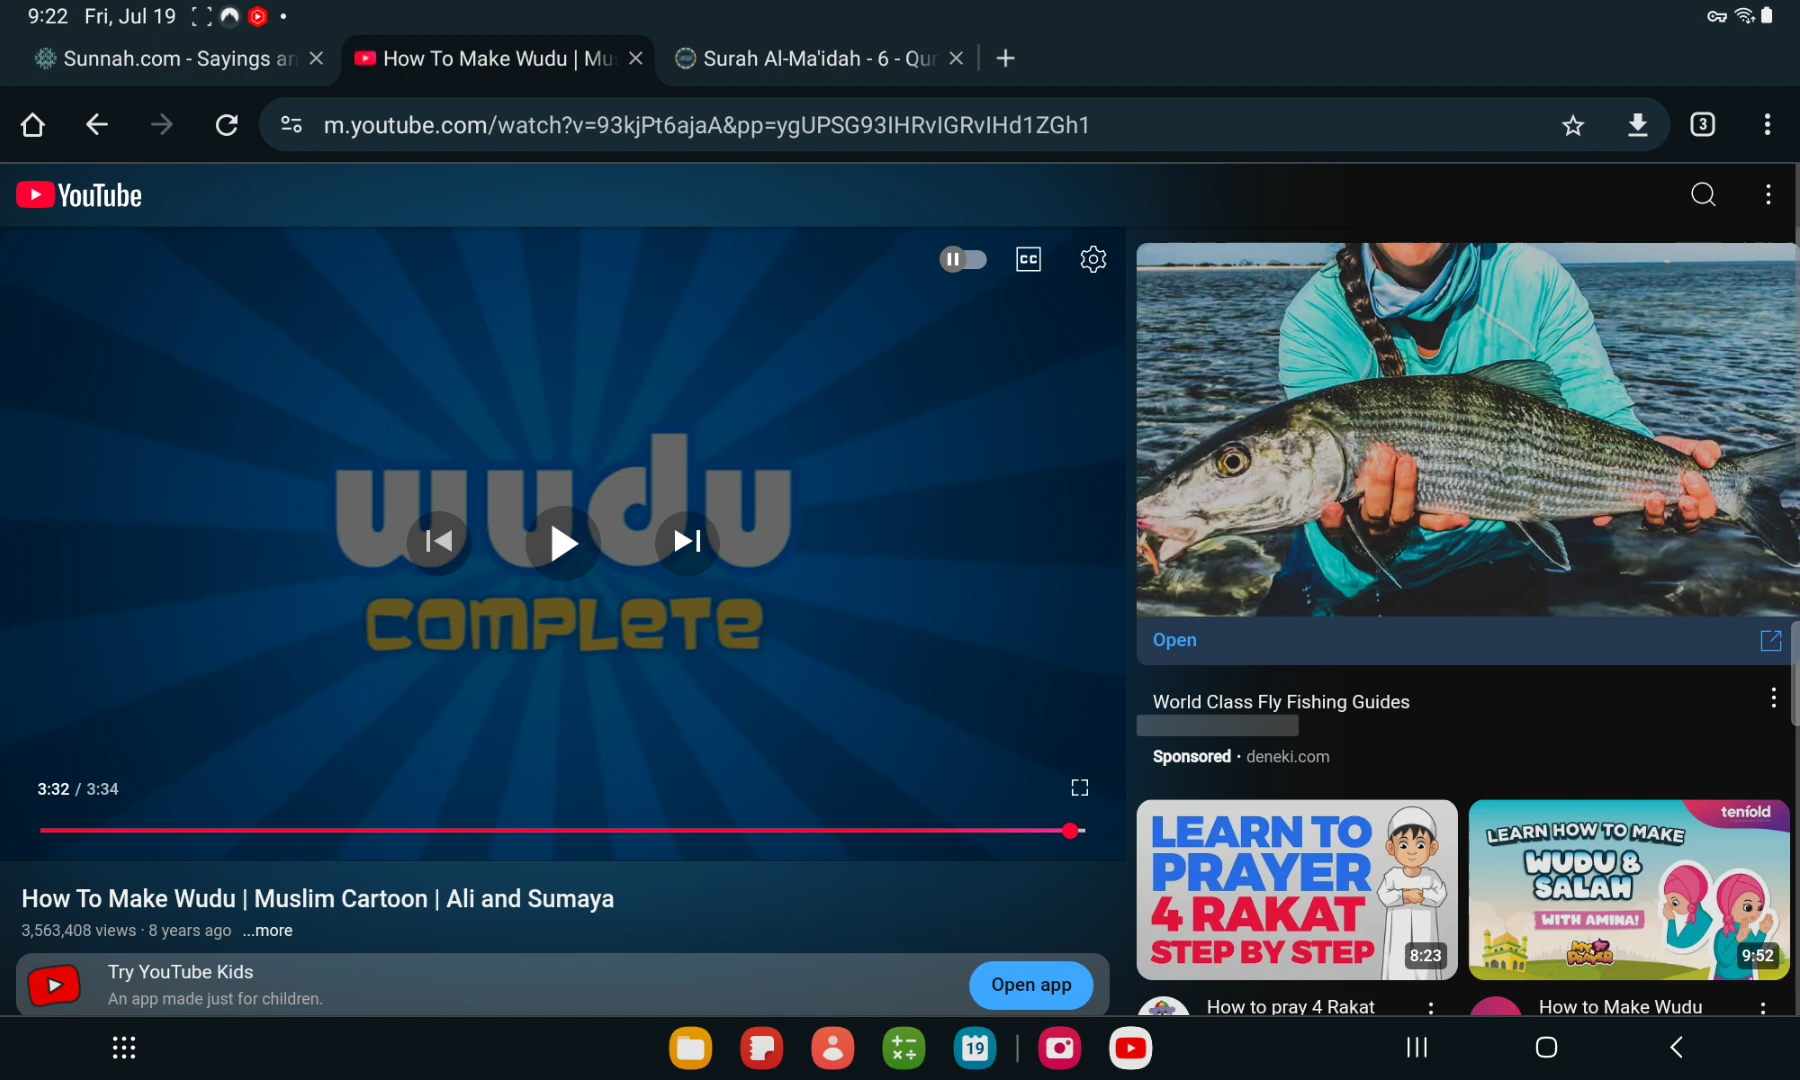 9:22 Fri, Jul 19
Sunnah.com - Sayings an
How To Make Wudu | Mus
Surah Al-Ma'idah - 6 - Qur
m.youtube.com/watch?v=93kjPt6ajaA&pp=ygUPSG93IHRvIGRvIHd1ZGh1
3
YouTube
CC
wudu
COMPLETE
3:32 / 3:34
Open
World Class Fly Fishing Guides
Sponsored · deneki.com
LEARN TO
PRAYER
4 RAKAT
STEP BY STEP
8:23
tenfold
LEARN HOW TO MAKE
WUDU &
SALAH
WITH AMINA!
MY PRAYER
9:52
How To Make Wudu | Muslim Cartoon | Ali and Sumaya
3,563,408 views · 8 years ago ...more
Try YouTube Kids
An app made just for children.
Open app
How to pray 4 Rakat
How to Make Wudu
19